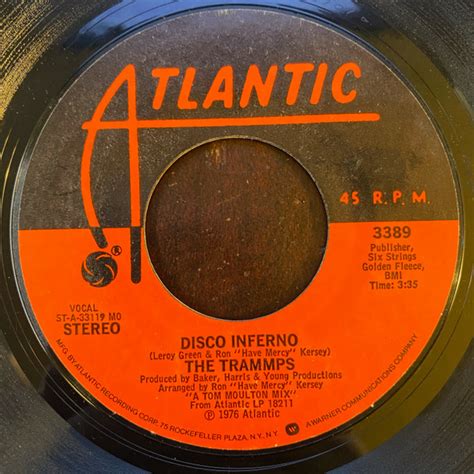 ATLANTIC
45 R.P.M.
®
3389
Publisher,
Six Strings
Golden Fleece,
BMI
Time: 3:35
VOCAL
ST-A-33119 MO
STEREO
DISCO INFERNO
(Leroy Green & Ron "Have Mercy" Kersey)
THE TRAMMPS
Produced by Baker, Harris & Young Productions
Arranged by Ron "Have Mercy" Kersey
"A TOM MOULTON MIX"
From Atlantic LP 18211
℗ 1976 Atlantic
MFG. BY ATLANTIC RECORDING CORP., 75 ROCKEFELLER PLAZA, N.Y., N.Y. W A WARNER COMMUNICATIONS COMPANY